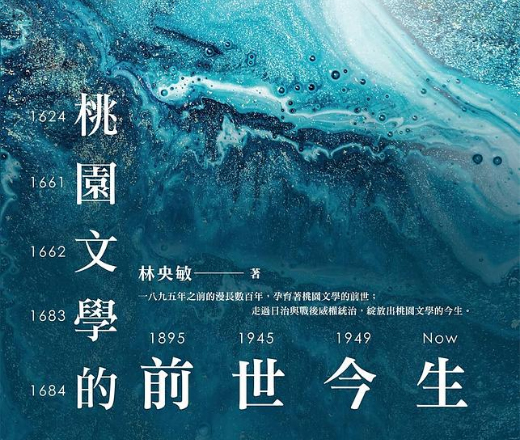 1624 桃
1661 園
1662 文
1683 學
1684 的
林央敏──著
一八九五年之前的漫長數百年，孕育著桃園文學的前世；
走過日治與戰後威權統治，綻放出桃園文學的今生。
1895 1945 1949 Now
前世今生